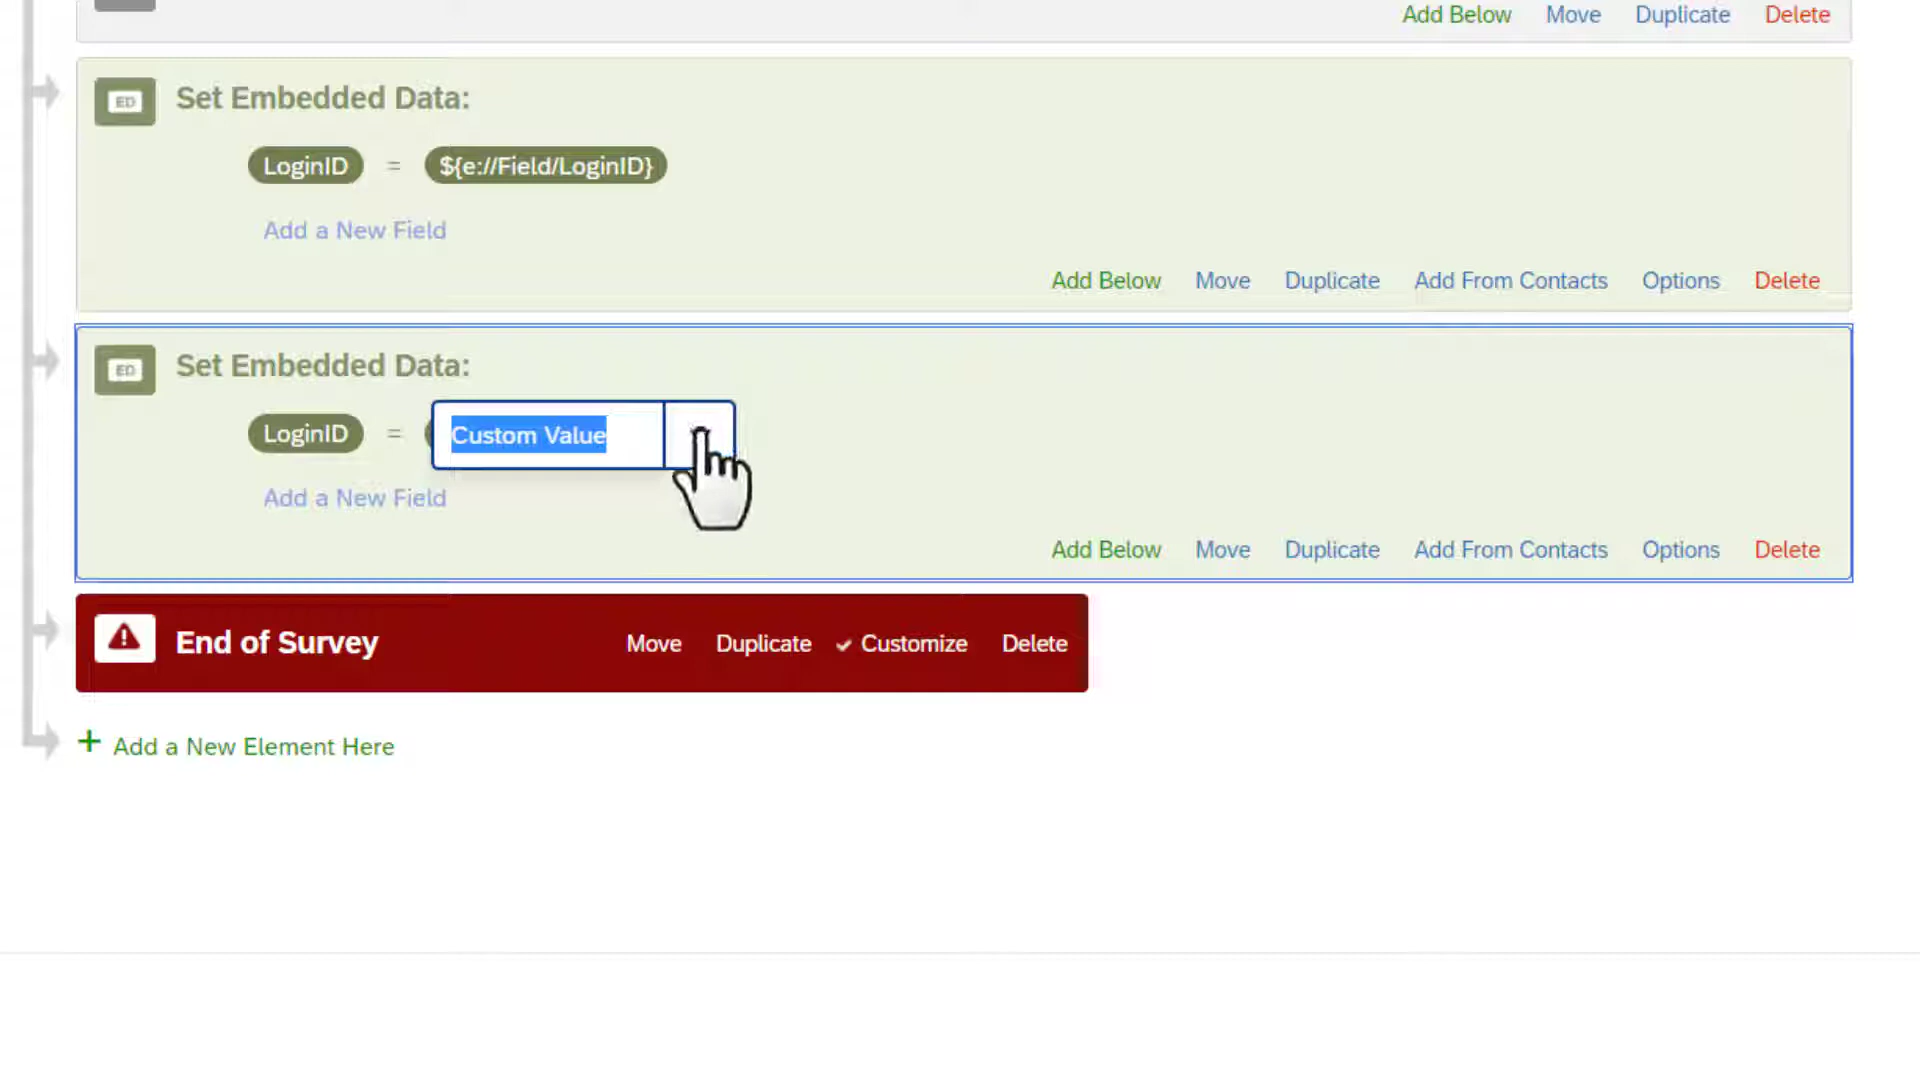 Add Below Move Duplicate Delete
ED Set Embedded Data:
LoginID = ${e://Field/LoginID}
Add a New Field
Add Below Move Duplicate Add From Contacts Options Delete
ED Set Embedded Data:
LoginID = Custom Value
Add a New Field
Add Below Move Duplicate Add From Contacts Options Delete
End of Survey Move Duplicate Customize Delete
+ Add a New Element Here